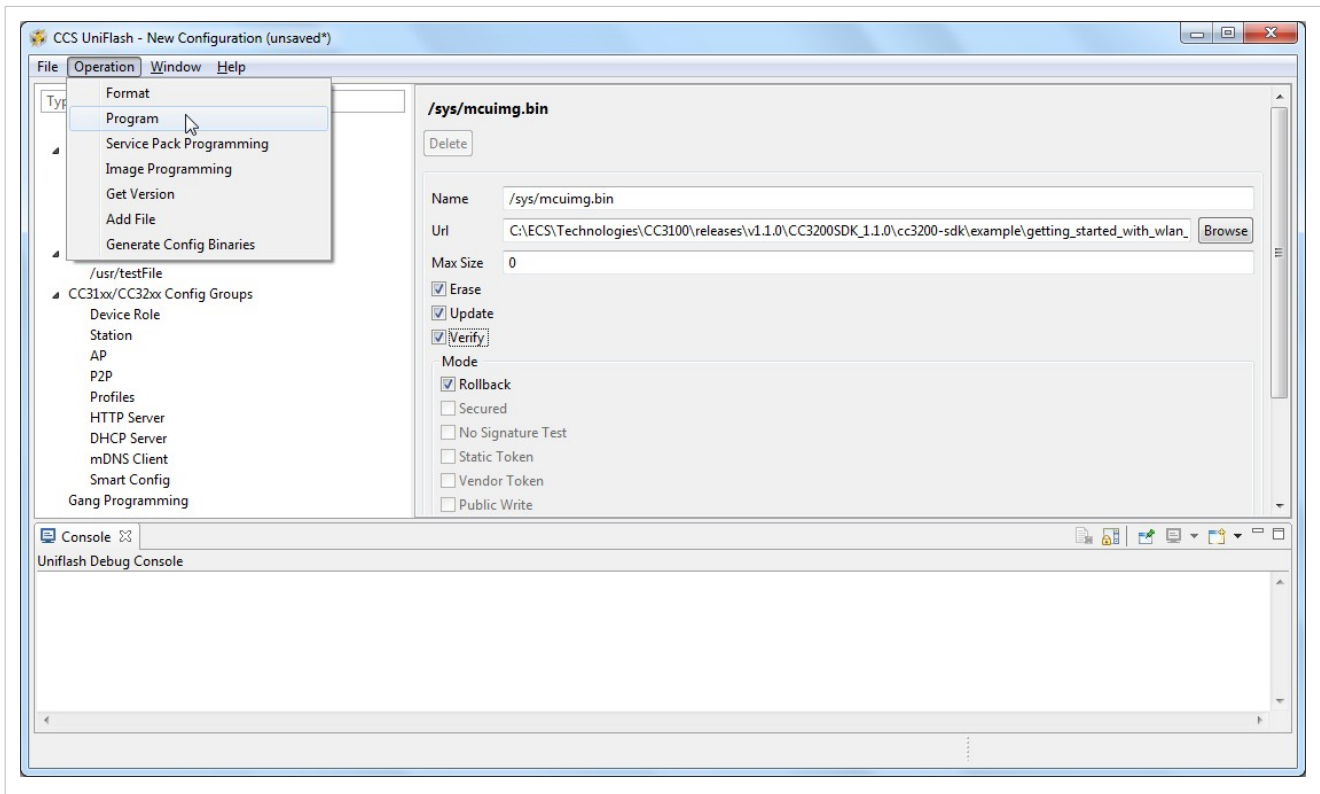 CCS UniFlash - New Configuration (unsaved*)
File Operation Window Help
Format
Program
Service Pack Programming
Image Programming
Get Version
Add File
Generate Config Binaries
Typ
/usr/testFile
CC31xx/CC32xx Config Groups
Device Role
Station
AP
P2P
Profiles
HTTP Server
DHCP Server
mDNS Client
Smart Config
Gang Programming
/sys/mcuimg.bin
Delete
Name /sys/mcuimg.bin
Url C:\ECS\Technologies\CC3100\releases\v1.1.0\CC3200SDK_1.1.0\cc3200-sdk\example\getting_started_with_wlan_ Browse
Max Size 0
Erase
Update
Verify
Mode
Rollback
Secured
No Signature Test
Static Token
Vendor Token
Public Write
Console
Uniflash Debug Console